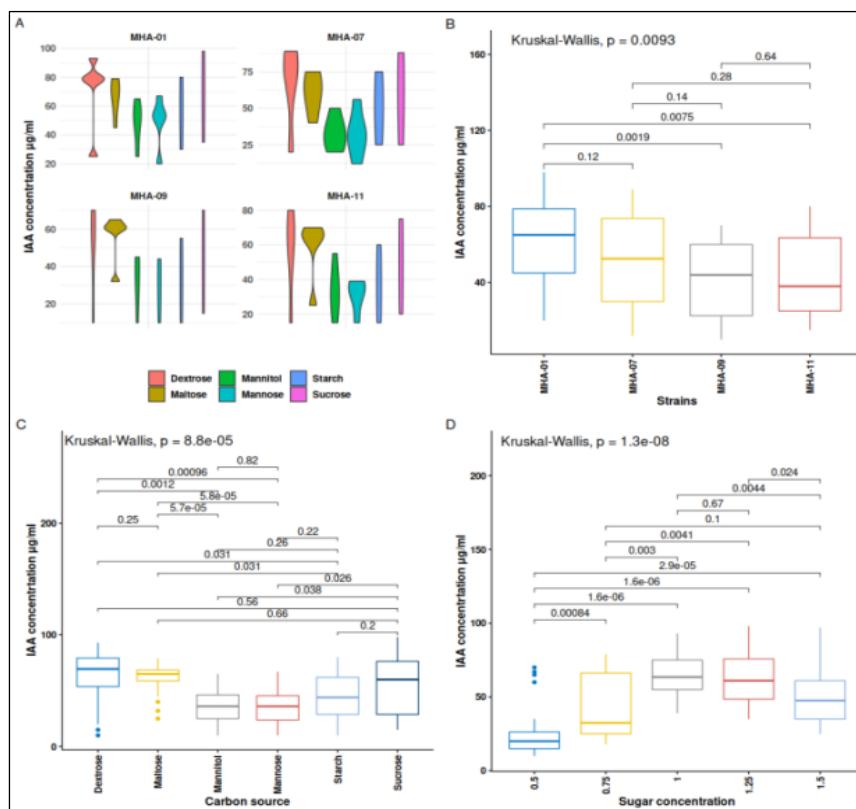 A
MHA-01
MHA-07
100
80
60
40
20
75
50
25
IAA concentrtation µg/ml
MHA-09
MHA-11
60
40
20
80
60
40
20
Dextrose Mannitol Starch
Maltose Mannose Sucrose
B
Kruskal-Wallis, p = 0.0093
0.64
0.28
0.14
0.0075
0.0019
0.12
160
120
80
40
IAA concentrtation µg/ml
MHA-01
MHA-07
MHA-09
MHA-11
Strains
C
Kruskal-Wallis, p = 8.8e-05
0.82
0.00096
0.0012
5.8e-05
5.7e-05
0.25
0.22
0.26
0.031
0.031
0.026
0.038
0.56
0.66
0.2
200
100
0
IAA concentrtation µg/ml
Dextrose
Maltose
Mannitol
Mannose
Starch
Sucrose
Carbon source
D
Kruskal-Wallis, p = 1.3e-08
0.024
0.0044
0.67
0.1
0.0041
0.003
2.9e-05
1.6e-06
1.6e-06
0.00084
200
150
100
50
0
IAA concentrtation µg/ml
0.5
0.75
1
1.25
1.5
Sugar concentration